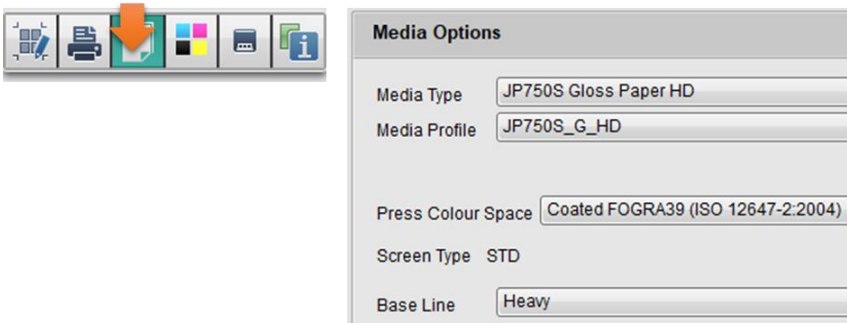 Media Options
Media Type JP750S Gloss Paper HD
Media Profile JP750S_G_HD
Press Colour Space Coated FOGRA39 (ISO 12647-2:2004)
Screen Type STD
Base Line Heavy